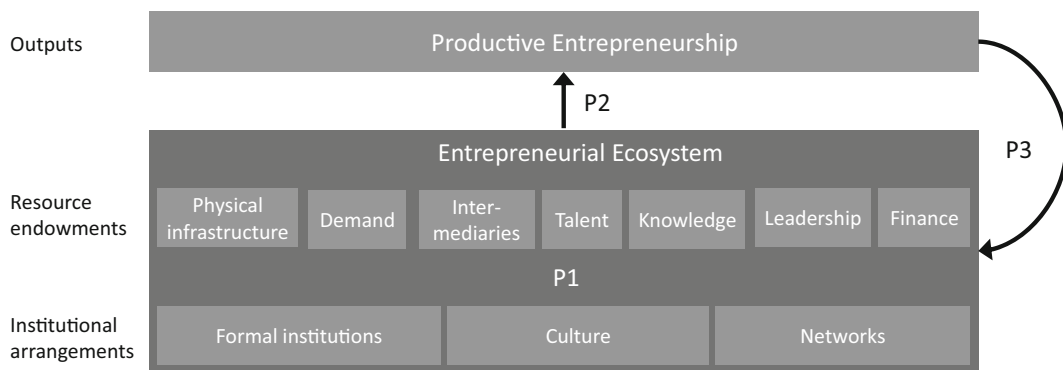 Outputs
Productive Entrepreneurship
P2
P3
Entrepreneurial Ecosystem
Resource
endowments
Physical
infrastructure
Demand
Inter-
mediaries
Talent
Knowledge
Leadership
Finance
P1
Institutional
arrangements
Formal institutions
Culture
Networks